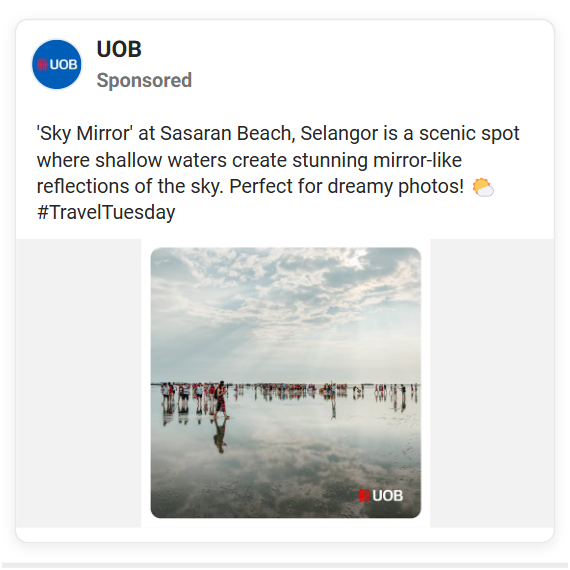 UOB
UOB
Sponsored
'Sky Mirror' at Sasaran Beach, Selangor is a scenic spot
where shallow waters create stunning mirror-like
reflections of the sky. Perfect for dreamy photos! 🌤️
#TravelTuesday
UOB